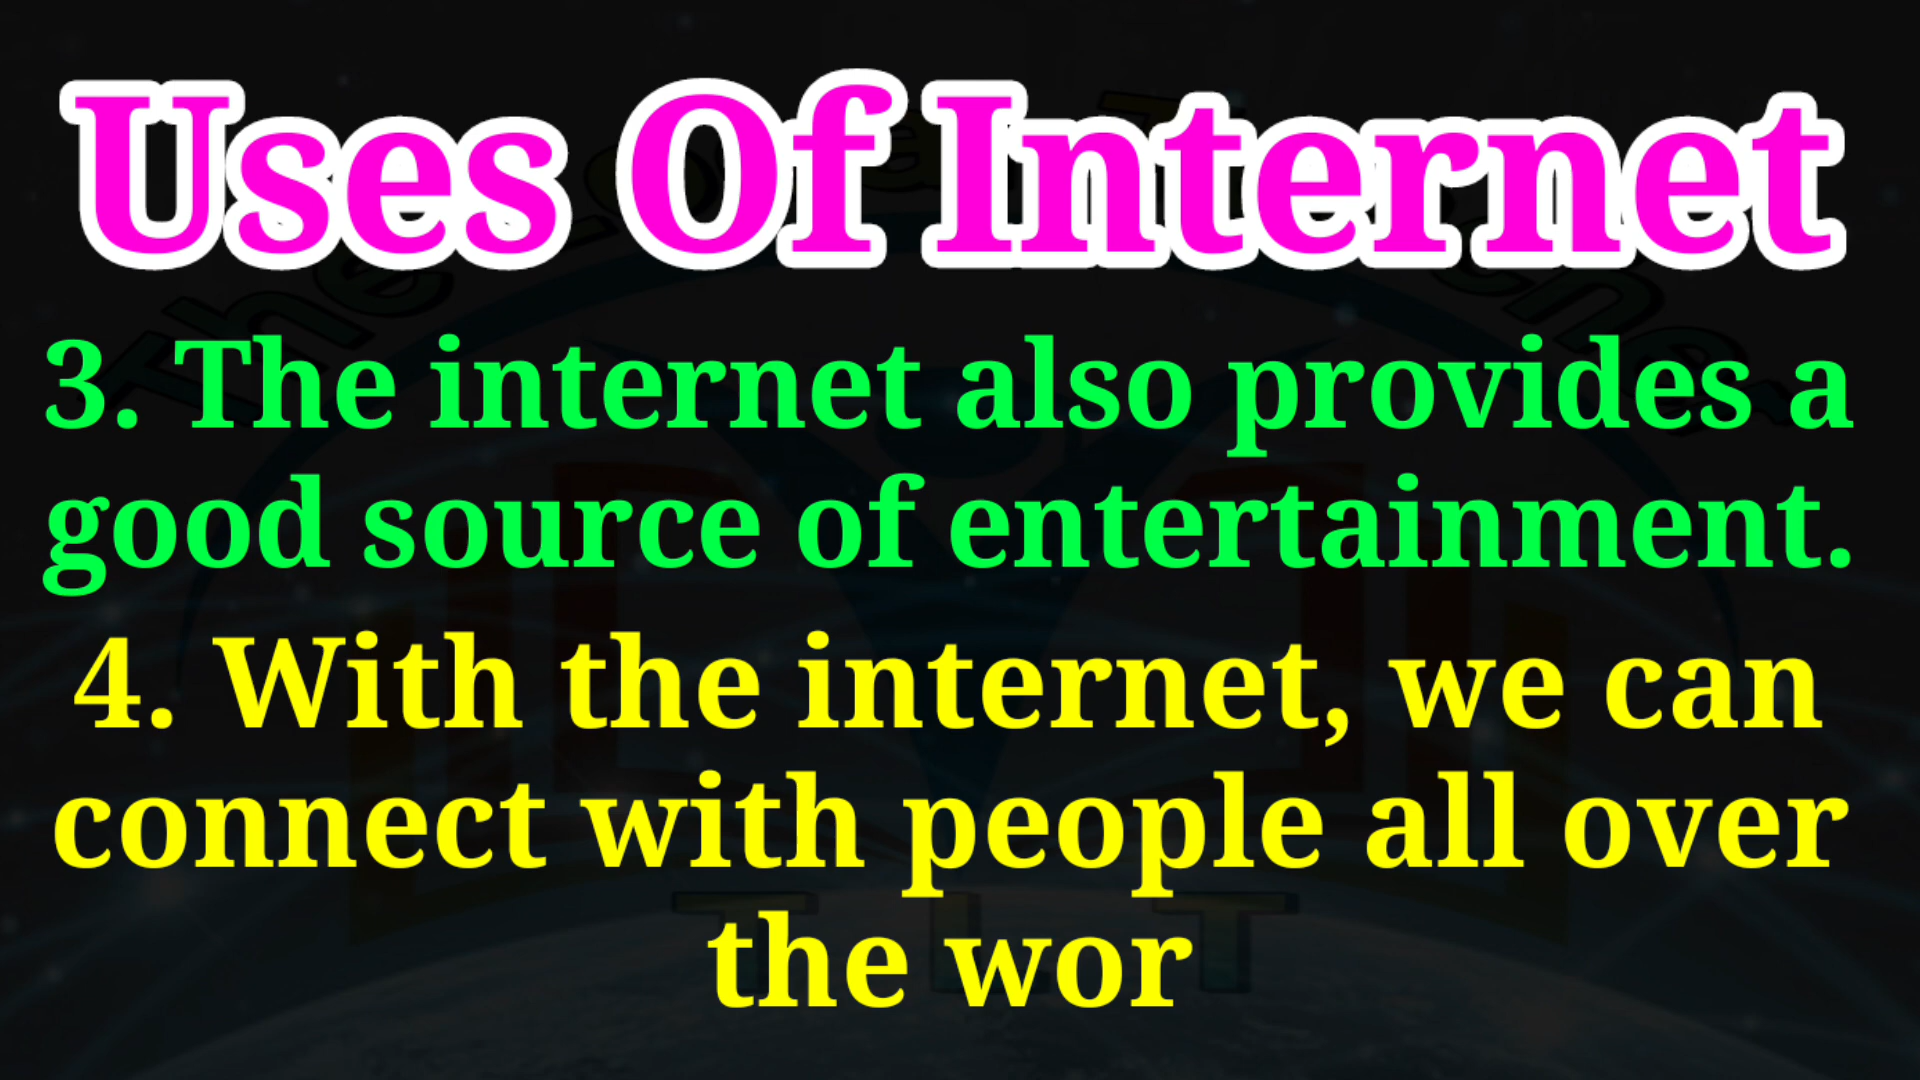 Uses Of Internet
3. The internet also provides a
good source of entertainment.
4. With the internet, we can
connect with people all over
the wor